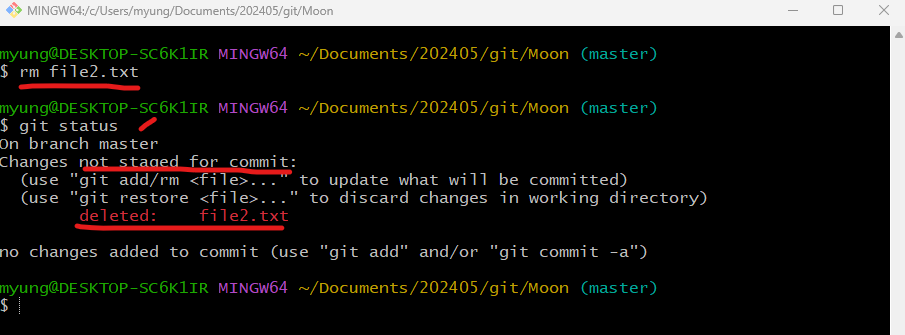 MINGW64:/c/Users/myung/Documents/202405/git/Moon
myung@DESKTOP-SC6K1IR MINGW64 ~/Documents/202405/git/Moon (master)
$ rm file2.txt
myung@DESKTOP-SC6K1IR MINGW64 ~/Documents/202405/git/Moon (master)
$ git status
On branch master
Changes not staged for commit:
  (use "git add/rm <file>..." to update what will be committed)
  (use "git restore <file>..." to discard changes in working directory)
        deleted:    file2.txt
no changes added to commit (use "git add" and/or "git commit -a")
myung@DESKTOP-SC6K1IR MINGW64 ~/Documents/202405/git/Moon (master)
$